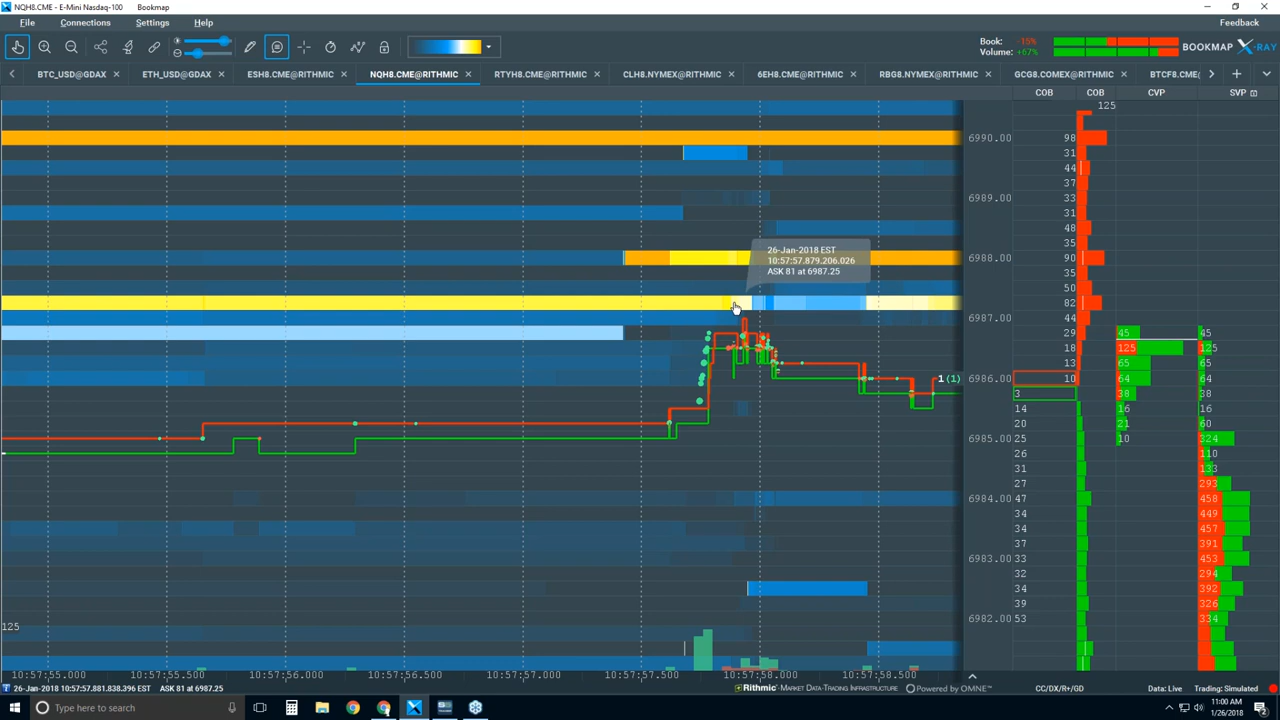 NQH8.CME - E-Mini Nasdaq-100 Bookmap
File Connections Settings Help Feedback
Book: -15%
Volume: +67%
BOOKMAP X-RAY
BTC_USD@GDAX ETH_USD@GDAX ESH8.CME@RITHMIC NQH8.CME@RITHMIC RTYH8.CME@RITHMIC CLH8.NYMEX@RITHMIC 6EH8.CME@RITHMIC RBG8.NYMEX@RITHMIC GCG8.COMEX@RITHMIC BTCF8.CME@
COB COB CVP SVP
125
6990.00 98
31
44
37
6989.00 33
31
48
35
6988.00 90
35
50
82
6987.00 44
29 45 45
18 125 125
13 65 65
1(1) 6986.00 10 64 64
3 38 38
14 16 16
20 21 60
6985.00 25 10 324
26 110
31 133
27 293
6984.00 47 458
34 449
34 457
37 391
6983.00 33 453
32 294
34 392
39 326
6982.00 53 334
26-Jan-2018 EST
10:57:57.879.206.026
ASK 81 at 6987.25
125
10:57:55.000 10:57:55.500 10:57:56.000 10:57:56.500 10:57:57.000 10:57:57.500 10:57:58.000 10:57:58.500
26-Jan-2018 10:57:57.881.838.396 EST ASK 81 at 6987.25 Rithmic - MARKET DATA-TRADING INFRASTRUCTURE Powered by OMNE™ CC/DX/R+/GD Data: Live Trading: Simulated
Type here to search
11:00 AM
1/26/2018
2